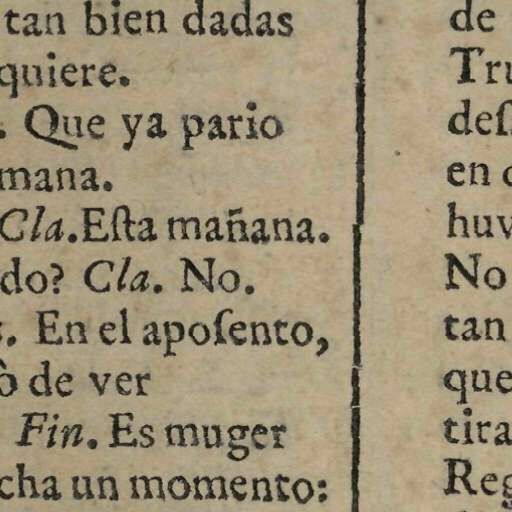 tan bien dadas
quiere.
. Que ya pario
mana.
Cla. Eſta mañana.
do? Cla. No.
. En el apoſento,
ò de ver
Fin. Es muger
cha un momento:
de
Tru
deſ
en
huv
No
tan
que
tira
Reg